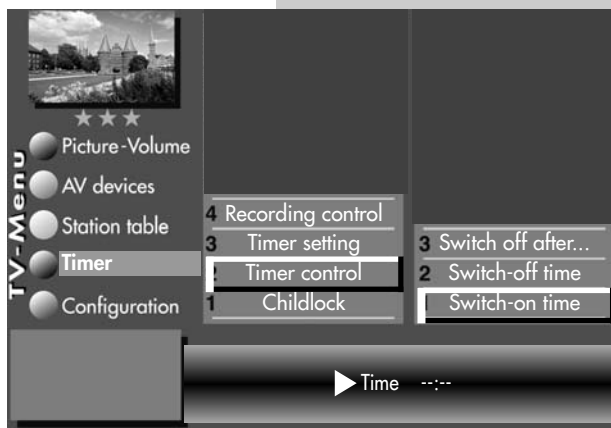 TV-Menu
Picture-Volume
AV devices
Station table
Timer
Configuration
4 Recording control
3 Timer setting
2 Timer control
1 Childlock
3 Switch off after...
2 Switch-off time
1 Switch-on time
Time --:--